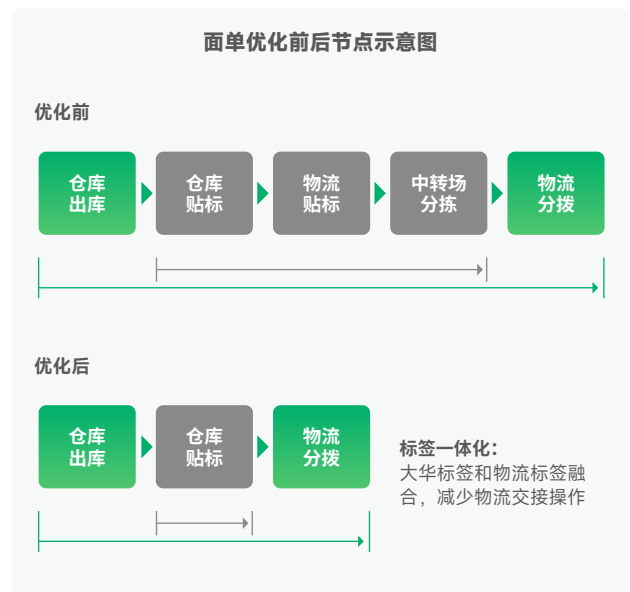 面单优化前后节点示意图
优化前
仓库
出库
仓库
贴标
物流
贴标
中转场
分拣
物流
分拨
优化后
仓库
出库
仓库
贴标
物流
分拨
标签一体化：
大华标签和物流标签融
合，减少物流交接操作